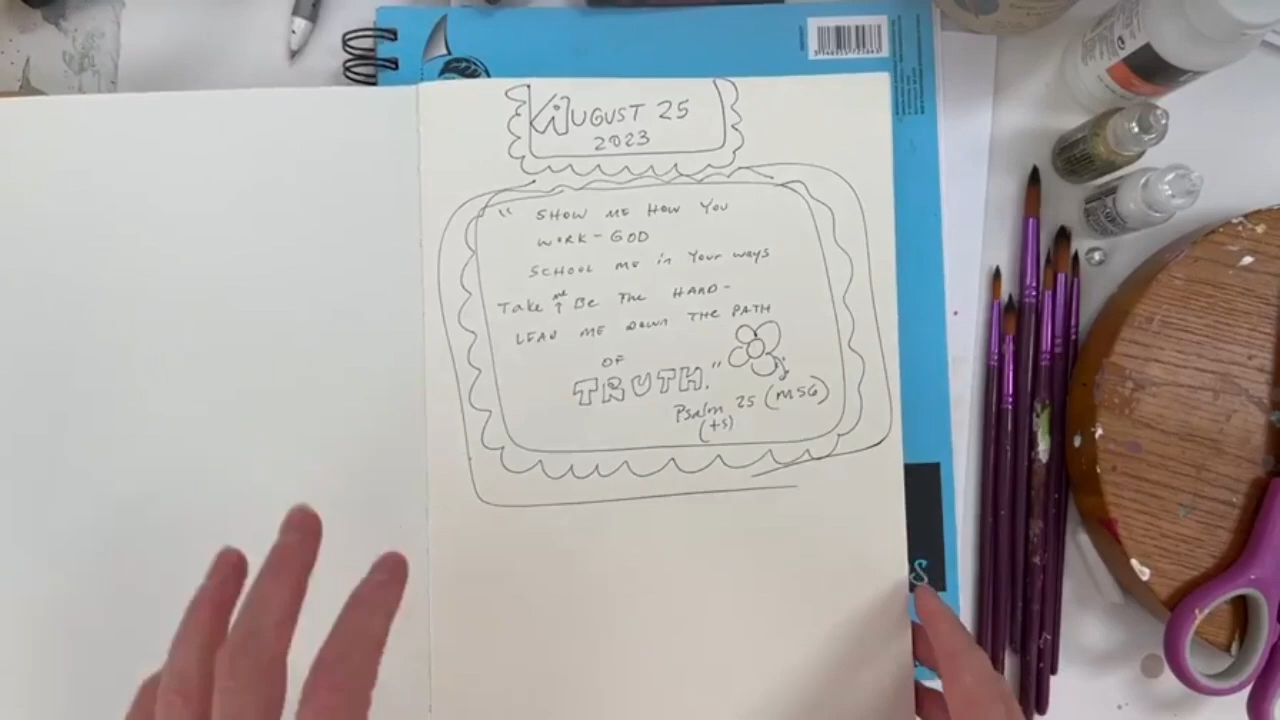 AUGUST 25
2023
" SHOW ME HOW YOU
WORK - GOD
SCHOOL ME in Your ways
Take me Be The HAND -
LEAD ME DOWN THE PATH
OF
TRUTH."
Psalm 25 (MSG)
(45)
S